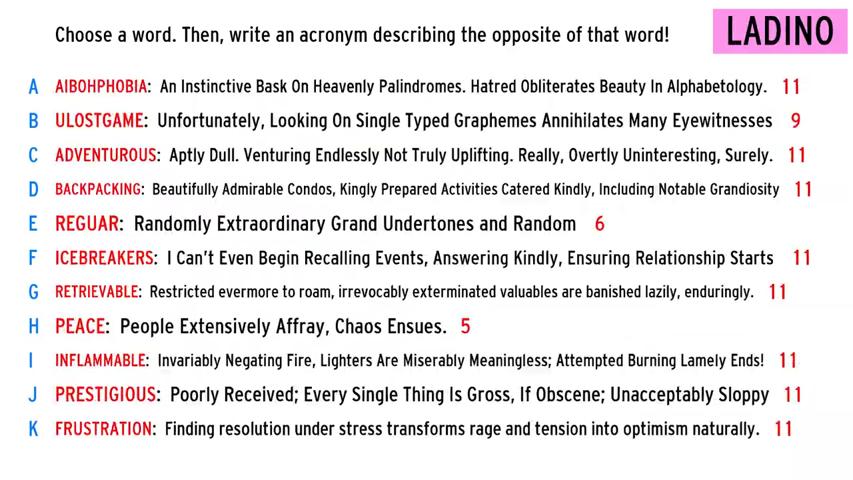 Choose a word. Then, write an acronym describing the opposite of that word! LADINO
A AIBOHPHOBIA: An Instinctive Bask On Heavenly Palindromes. Hatred Obliterates Beauty In Alphabetology. 11
B ULOSTGAME: Unfortunately, Looking On Single Typed Graphemes Annihilates Many Eyewitnesses 9
C ADVENTUROUS: Aptly Dull. Venturing Endlessly Not Truly Uplifting. Really, Overtly Uninteresting, Surely. 11
D BACKPACKING: Beautifully Admirable Condos, Kingly Prepared Activities Catered Kindly, Including Notable Grandiosity 11
E REGUAR: Randomly Extraordinary Grand Undertones and Random 6
F ICEBREAKERS: I Can't Even Begin Recalling Events, Answering Kindly, Ensuring Relationship Starts 11
G RETRIEVABLE: Restricted evermore to roam, irrevocably exterminated valuables are banished lazily, enduringly. 11
H PEACE: People Extensively Affray, Chaos Ensues. 5
I INFLAMMABLE: Invariably Negating Fire, Lighters Are Miserably Meaningless; Attempted Burning Lamely Ends! 11
J PRESTIGIOUS: Poorly Received; Every Single Thing Is Gross, If Obscene; Unacceptably Sloppy 11
K FRUSTRATION: Finding resolution under stress transforms rage and tension into optimism naturally. 11